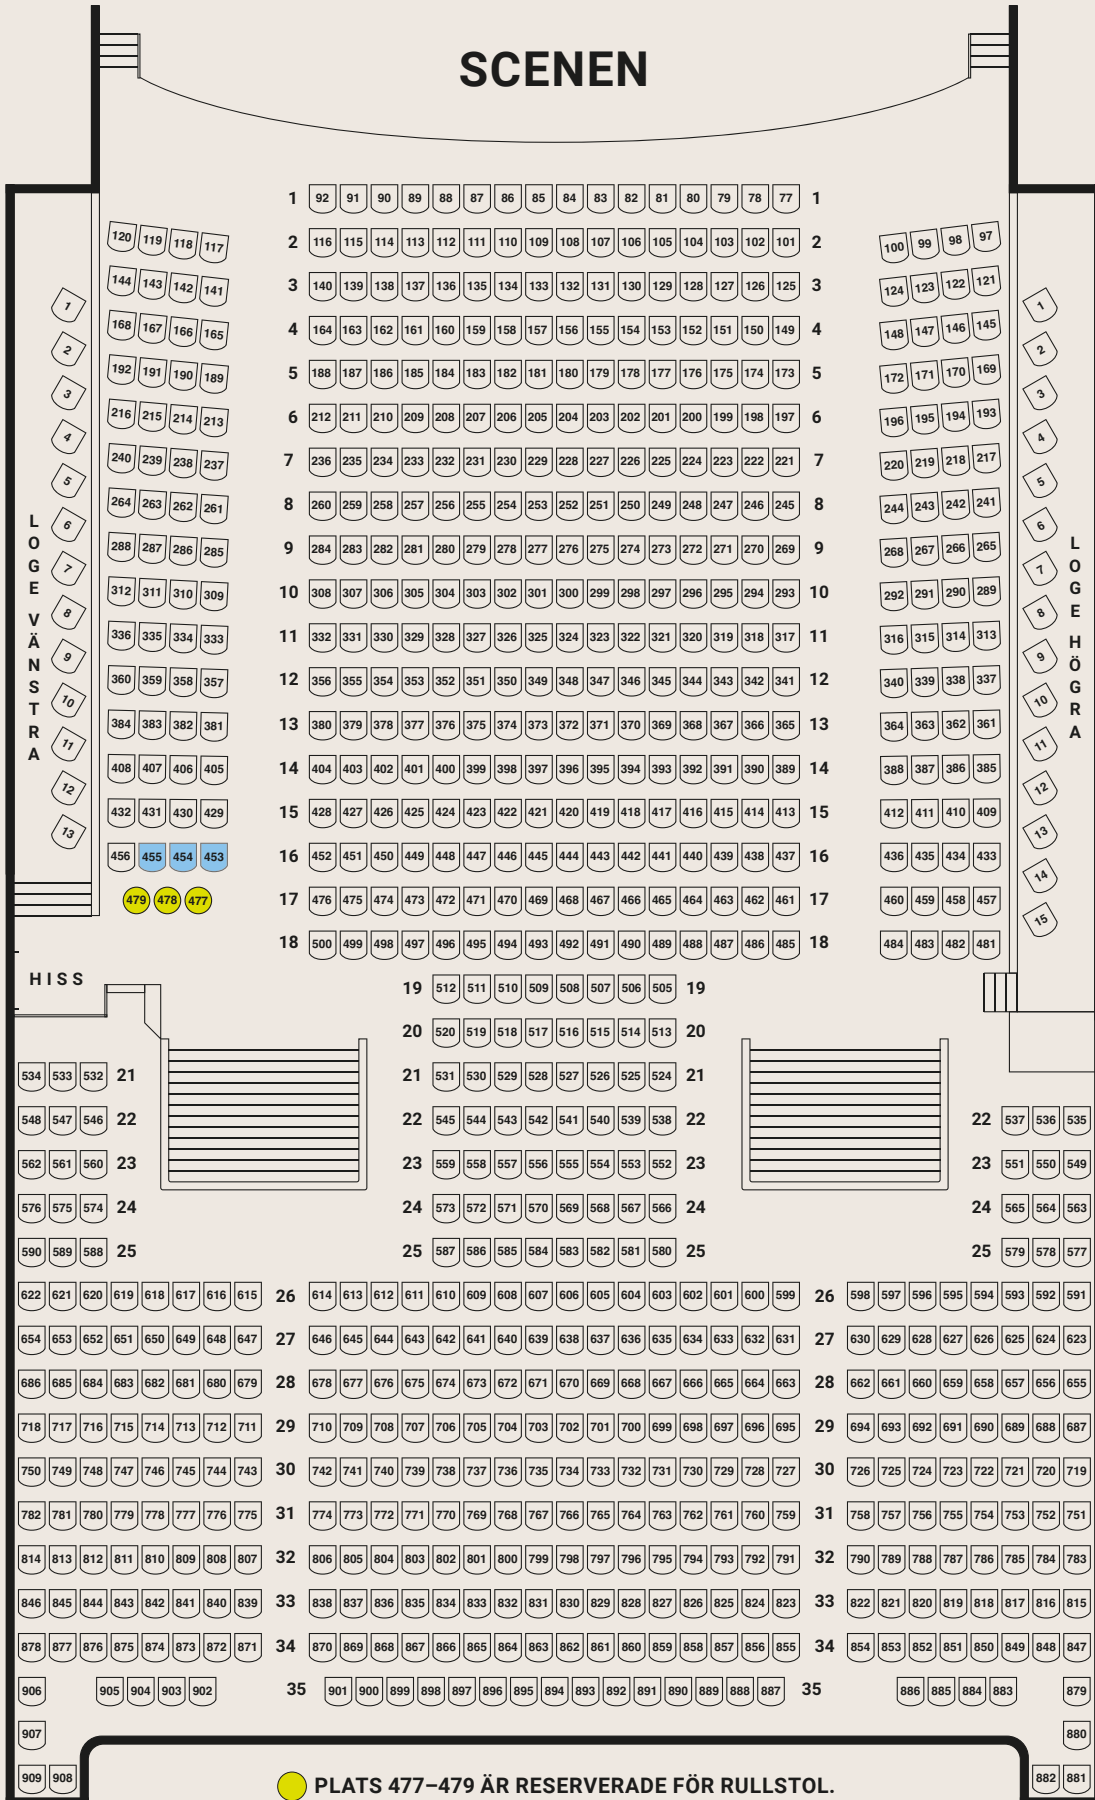 SCENEN
1 92 91 90 89 88 87 86 85 84 83 82 81 80 79 78 77 1
120 119 118 117 2 116 115 114 113 112 111 110 109 108 107 106 105 104 103 102 101 2 100 99 98 97
144 143 142 141 3 140 139 138 137 136 135 134 133 132 131 130 129 128 127 126 125 3 124 123 122 121
168 167 166 165 4 164 163 162 161 160 159 158 157 156 155 154 153 152 151 150 149 4 148 147 146 145
192 191 190 189 5 188 187 186 185 184 183 182 181 180 179 178 177 176 175 174 173 5 172 171 170 169
216 215 214 213 6 212 211 210 209 208 207 206 205 204 203 202 201 200 199 198 197 6 196 195 194 193
240 239 238 237 7 236 235 234 233 232 231 230 229 228 227 226 225 224 223 222 221 7 220 219 218 217
264 263 262 261 8 260 259 258 257 256 255 254 253 252 251 250 249 248 247 246 245 8 244 243 242 241
288 287 286 285 9 284 283 282 281 280 279 278 277 276 275 274 273 272 271 270 269 9 268 267 266 265
312 311 310 309 10 308 307 306 305 304 303 302 301 300 299 298 297 296 295 294 293 10 292 291 290 289
336 335 334 333 11 332 331 330 329 328 327 326 325 324 323 322 321 320 319 318 317 11 316 315 314 313
360 359 358 357 12 356 355 354 353 352 351 350 349 348 347 346 345 344 343 342 341 12 340 339 338 337
384 383 382 381 13 380 379 378 377 376 375 374 373 372 371 370 369 368 367 366 365 13 364 363 362 361
408 407 406 405 14 404 403 402 401 400 399 398 397 396 395 394 393 392 391 390 389 14 388 387 386 385
432 431 430 429 15 428 427 426 425 424 423 422 421 420 419 418 417 416 415 414 413 15 412 411 410 409
456 455 454 453 16 452 451 450 449 448 447 446 445 444 443 442 441 440 439 438 437 16 436 435 434 433
479 478 477 17 476 475 474 473 472 471 470 469 468 467 466 465 464 463 462 461 17 460 459 458 457
18 500 499 498 497 496 495 494 493 492 491 490 489 488 487 486 485 18 484 483 482 481
LOGE VÄNSTRA
1
2
3
4
5
6
7
8
9
10
11
12
13
LOGE HÖGRA
1
2
3
4
5
6
7
8
9
10
11
12
13
14
15
HISS
19 512 511 510 509 508 507 506 505 19
20 520 519 518 517 516 515 514 513 20
534 533 532 21 531 530 529 528 527 526 525 524 21
548 547 546 22 545 544 543 542 541 540 539 538 22 22 537 536 535
562 561 560 23 23 559 558 557 556 555 554 553 552 23 23 551 550 549
576 575 574 24 24 573 572 571 570 569 568 567 566 24 24 565 564 563
590 589 588 25 25 587 586 585 584 583 582 581 580 25 25 579 578 577
622 621 620 619 618 617 616 615 26 614 613 612 611 610 609 608 607 606 605 604 603 602 601 600 599 26 598 597 596 595 594 593 592 591
654 653 652 651 650 649 648 647 27 646 645 644 643 642 641 640 639 638 637 636 635 634 633 632 631 27 630 629 628 627 626 625 624 623
686 685 684 683 682 681 680 679 28 678 677 676 675 674 673 672 671 670 669 668 667 666 665 664 663 28 662 661 660 659 658 657 656 655
718 717 716 715 714 713 712 711 29 710 709 708 707 706 705 704 703 702 701 700 699 698 697 696 695 29 694 693 692 691 690 689 688 687
750 749 748 747 746 745 744 743 30 742 741 740 739 738 737 736 735 734 733 732 731 730 729 728 727 30 726 725 724 723 722 721 720 719
782 781 780 779 778 777 776 775 31 774 773 772 771 770 769 768 767 766 765 764 763 762 761 760 759 31 758 757 756 755 754 753 752 751
814 813 812 811 810 809 808 807 32 806 805 804 803 802 801 800 799 798 797 796 795 794 793 792 791 32 790 789 788 787 786 785 784 783
846 845 844 843 842 841 840 839 33 838 837 836 835 834 833 832 831 830 829 828 827 826 825 824 823 33 822 821 820 819 818 817 816 815
878 877 876 875 874 873 872 871 34 870 869 868 867 866 865 864 863 862 861 860 859 858 857 856 855 34 854 853 852 851 850 849 848 847
906 905 904 903 902 35 901 900 899 898 897 896 895 894 893 892 891 890 889 888 887 35 886 885 884 883 879
907 880
909 908 882 881
PLATS 477–479 ÄR RESERVERADE FÖR RULLSTOL.